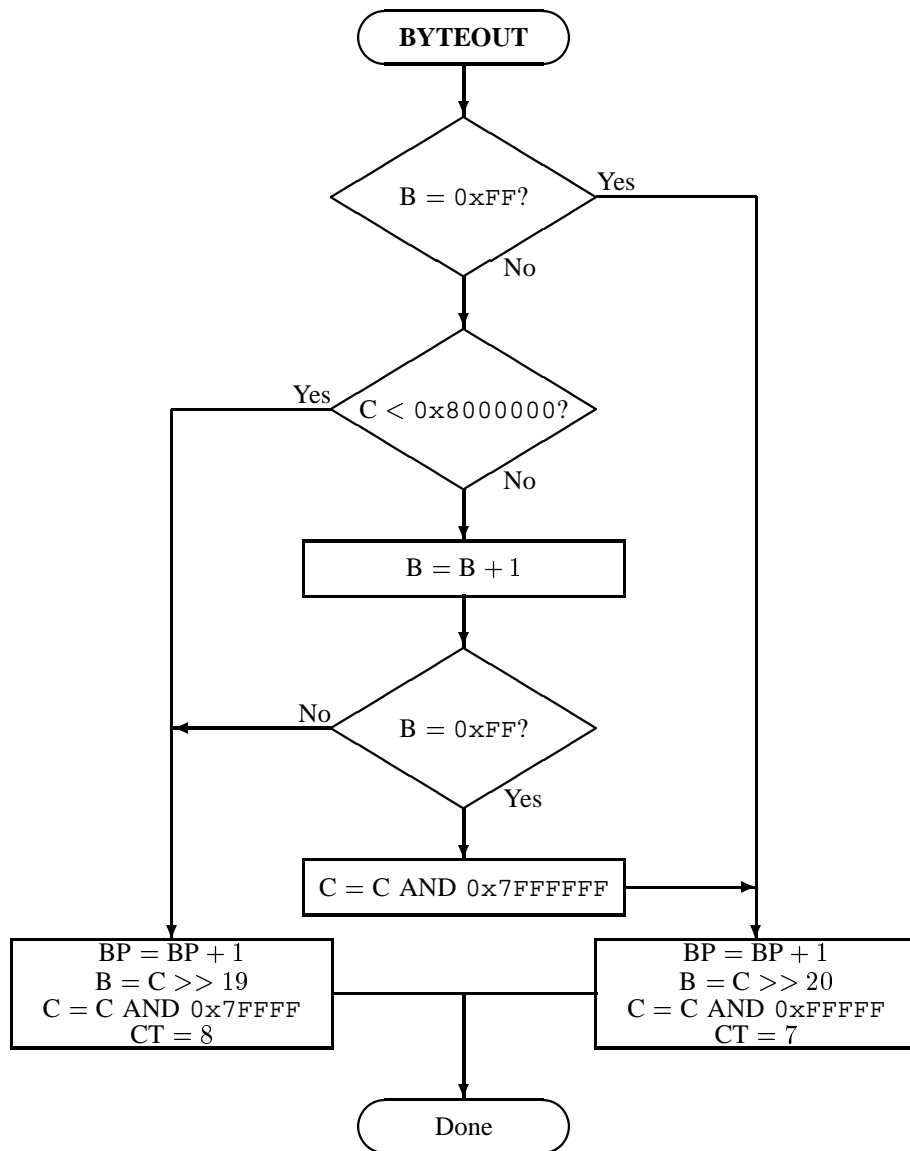 BYTEOUT
B = 0xFF?
Yes
No
Yes
C < 0x8000000?
No
B = B + 1
No
B = 0xFF?
Yes
C = C AND 0x7FFFFFF
BP = BP + 1
B = C >> 19
C = C AND 0x7FFFF
CT = 8
BP = BP + 1
B = C >> 20
C = C AND 0xFFFFF
CT = 7
Done